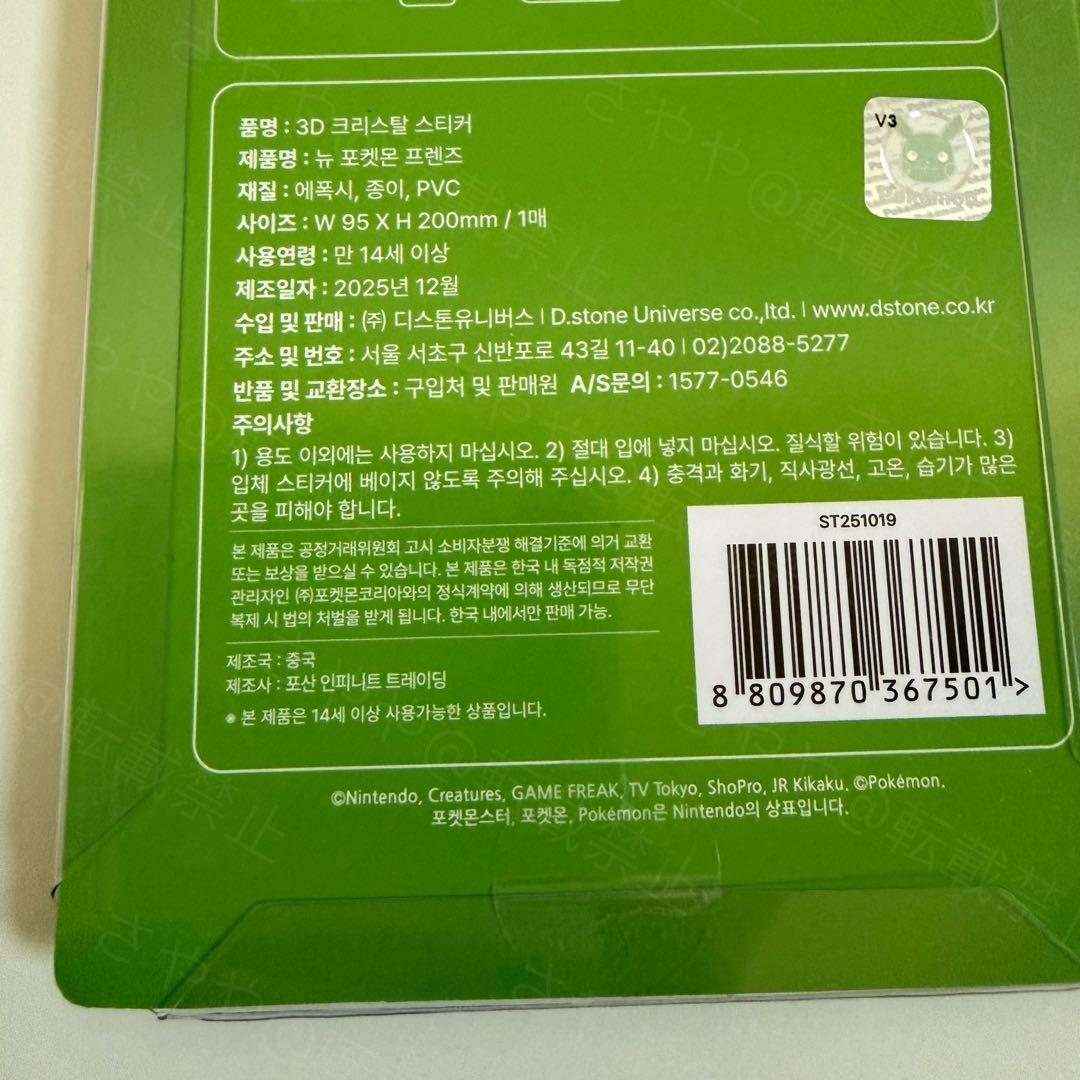 품명 : 3D 크리스탈 스티커
제품명 : 뉴 포켓몬 프렌즈
재질 : 에폭시, 종이, PVC
사이즈 : W 95 X H 200mm / 1매
사용연령 : 만 14세 이상
제조일자 : 2025년 12월
수입 및 판매 : ㈜ 디스톤유니버스 | D.stone Universe co.,ltd. | www.dstone.co.kr
주소 및 번호 : 서울 서초구 신반포로 43길 11-40 | 02)2088-5277
반품 및 교환장소 : 구입처 및 판매원 A/S문의 : 1577-0546
주의사항
1) 용도 이외에는 사용하지 마십시오. 2) 절대 입에 넣지 마십시오. 질식할 위험이 있습니다. 3)
입체 스티커에 베이지 않도록 주의해 주십시오. 4) 충격과 화기, 직사광선, 고온, 습기가 많은
곳을 피해야 합니다.
본 제품은 공정거래위원회 고시 소비자분쟁 해결기준에 의거 교환
또는 보상을 받으실 수 있습니다. 본 제품은 한국 내 독점적 저작권
관리자인 ㈜포켓몬코리아와의 정식계약에 의해 생산되므로 무단
복제 시 법의 처벌을 받게 됩니다. 한국 내에서만 판매 가능.
제조국 : 중국
제조사 : 포산 인피니트 트레이딩
※ 본 제품은 14세 이상 사용가능한 상품입니다.
V3
Pokémon
ST251019
8 809870 367501 >
©Nintendo, Creatures, GAME FREAK, TV Tokyo, ShoPro, JR Kikaku. ©Pokémon.
포켓몬스터, 포켓몬, Pokémon은 Nintendo의 상표입니다.
さやや@転載禁止